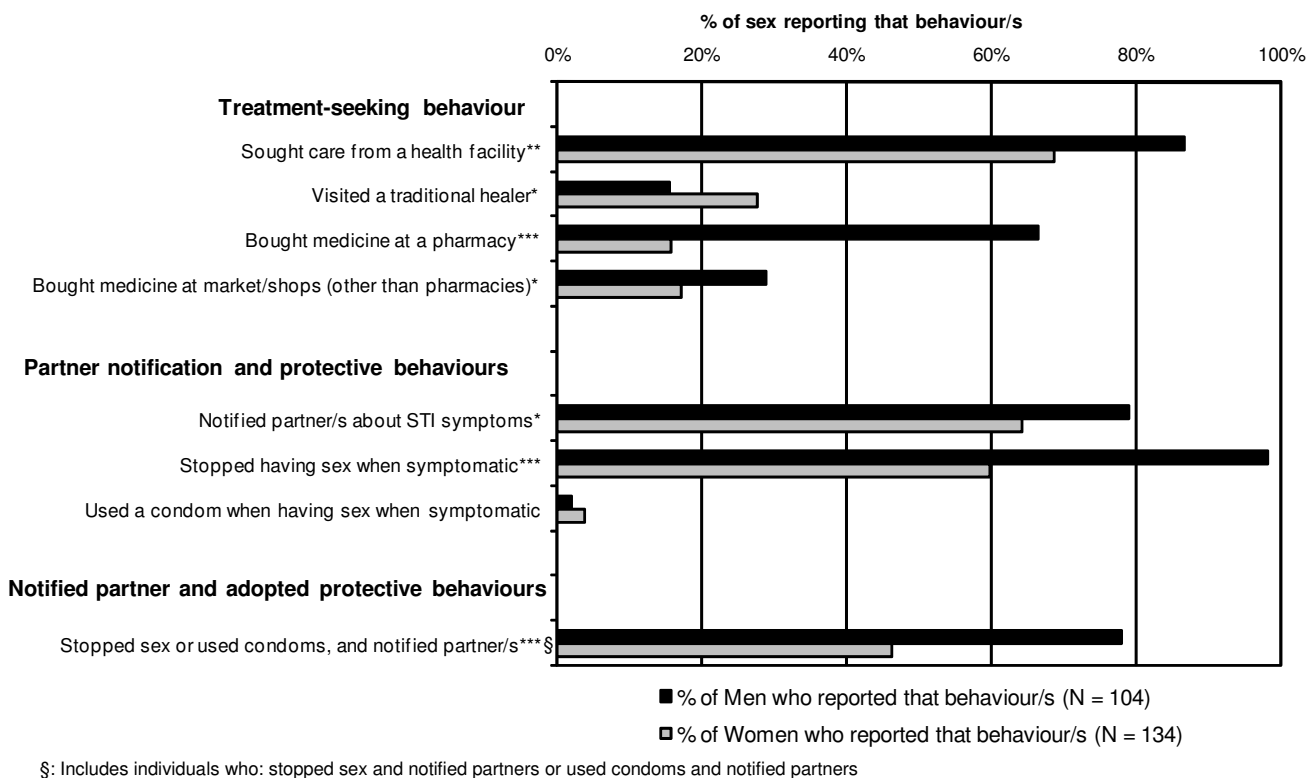 % of sex reporting that behaviour/s
0% 20% 40% 60% 80% 100%
Treatment-seeking behaviour
Sought care from a health facility**
Visited a traditional healer*
Bought medicine at a pharmacy***
Bought medicine at market/shops (other than pharmacies)*
Partner notification and protective behaviours
Notified partner/s about STI symptoms*
Stopped having sex when symptomatic***
Used a condom when having sex when symptomatic
Notified partner and adopted protective behaviours
Stopped sex or used condoms, and notified partner/s***§
% of Men who reported that behaviour/s (N = 104)
% of Women who reported that behaviour/s (N = 134)
§: Includes individuals who: stopped sex and notified partners or used condoms and notified partners